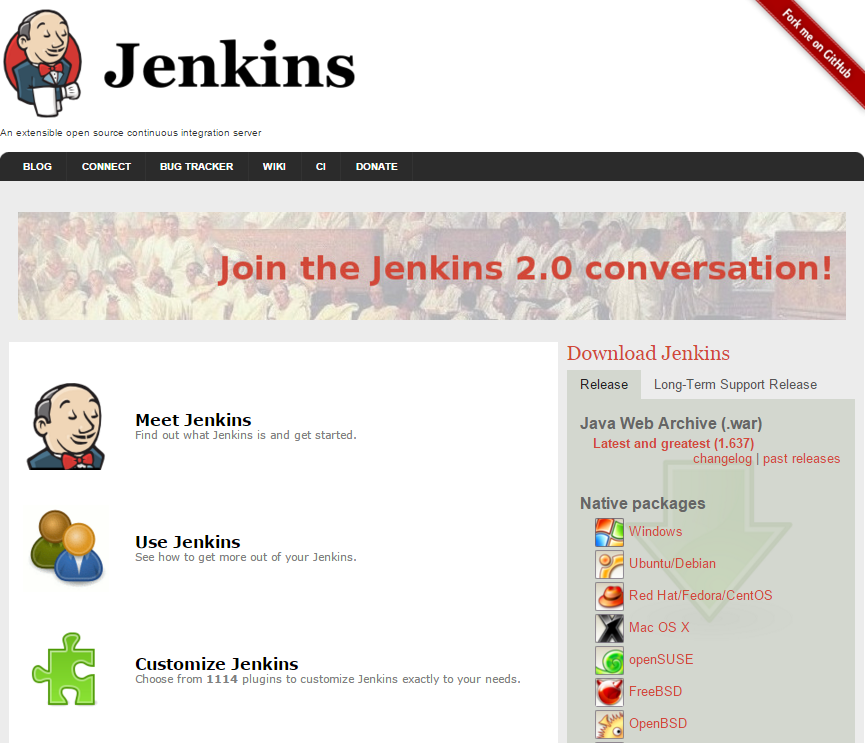 Jenkins
Fork me on GitHub
An extensible open source continuous integration server
BLOG CONNECT BUG TRACKER WIKI CI DONATE
Join the Jenkins 2.0 conversation!
Meet Jenkins
Find out what Jenkins is and get started.
Use Jenkins
See how to get more out of your Jenkins.
Customize Jenkins
Choose from 1114 plugins to customize Jenkins exactly to your needs.
Download Jenkins
Release Long-Term Support Release
Java Web Archive (.war)
Latest and greatest (1.637)
changelog | past releases
Native packages
Windows
Ubuntu/Debian
Red Hat/Fedora/CentOS
Mac OS X
openSUSE
FreeBSD
OpenBSD